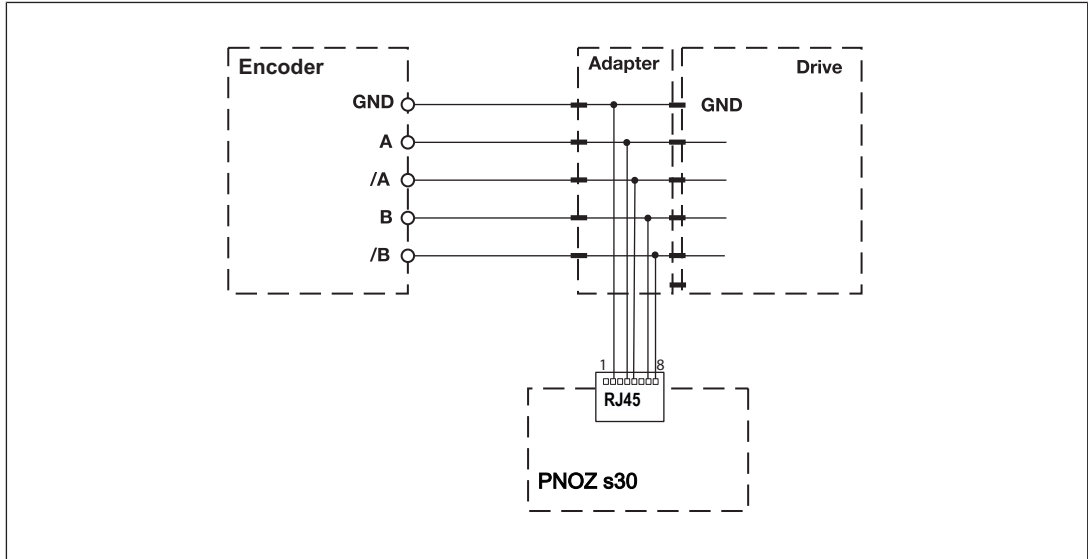 Encoder
Adapter
Drive
GND
GND
A
/A
B
/B
1
8
RJ45
PNOZ s30